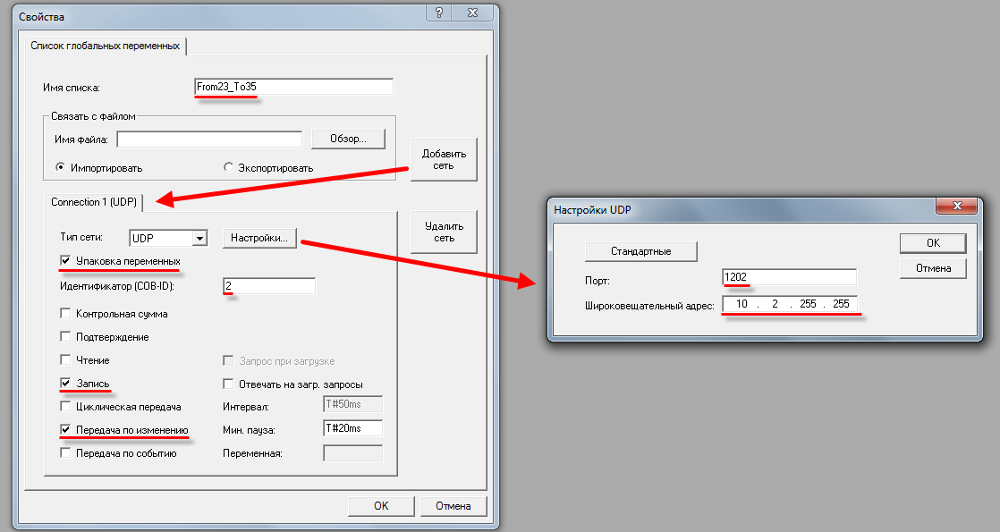 Свойства
Список глобальных переменных
Имя списка: From23_To35
Связать с файлом
Имя файла: Обзор...
Импортировать Экспортировать
Добавить
сеть
Connection 1 (UDP)
Удалить
сеть
Тип сети: UDP Настройки...
Упаковка переменных
Идентификатор (COB-ID): 2
Контрольная сумма
Подтверждение
Чтение Запрос при загрузке
Запись Отвечать на загр. запросы
Циклическая передача Интервал: T#50ms
Передача по изменению Мин. пауза: T#20ms
Передача по событию Переменная:
OK Отмена
Настройки UDP
Стандартные OK
Отмена
Порт: 1202
Широковещательный адрес: 10 . 2 . 255 . 255